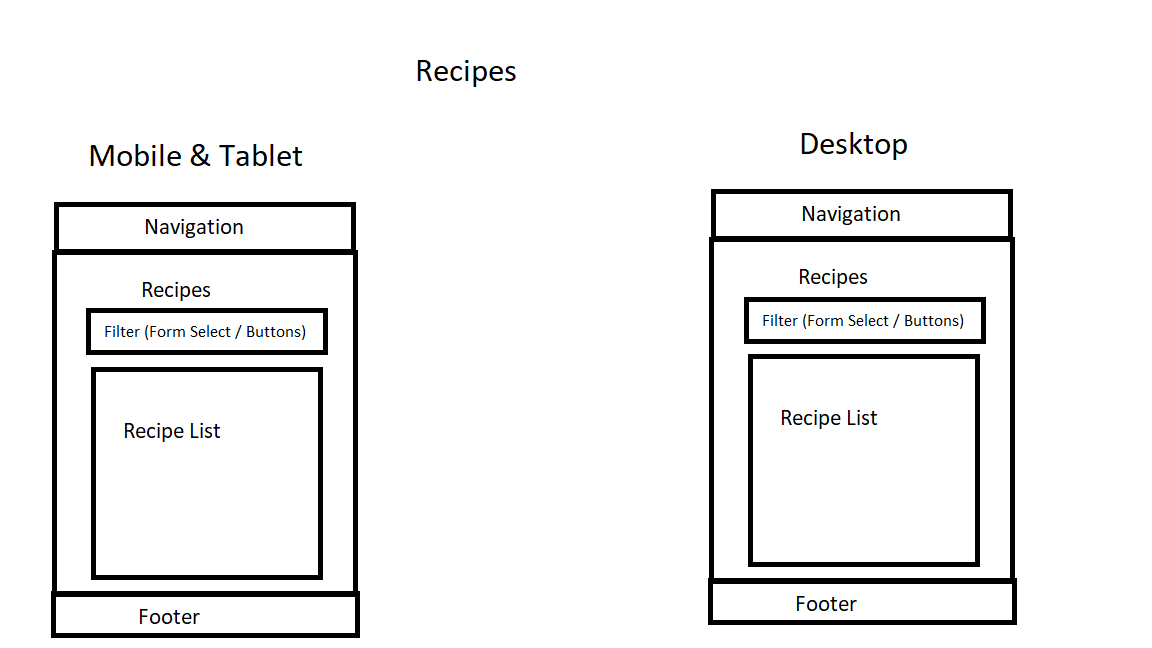 Recipes
Mobile & Tablet
Navigation
Recipes
Filter (Form Select / Buttons)
Recipe List
Footer
Desktop
Navigation
Recipes
Filter (Form Select / Buttons)
Recipe List
Footer